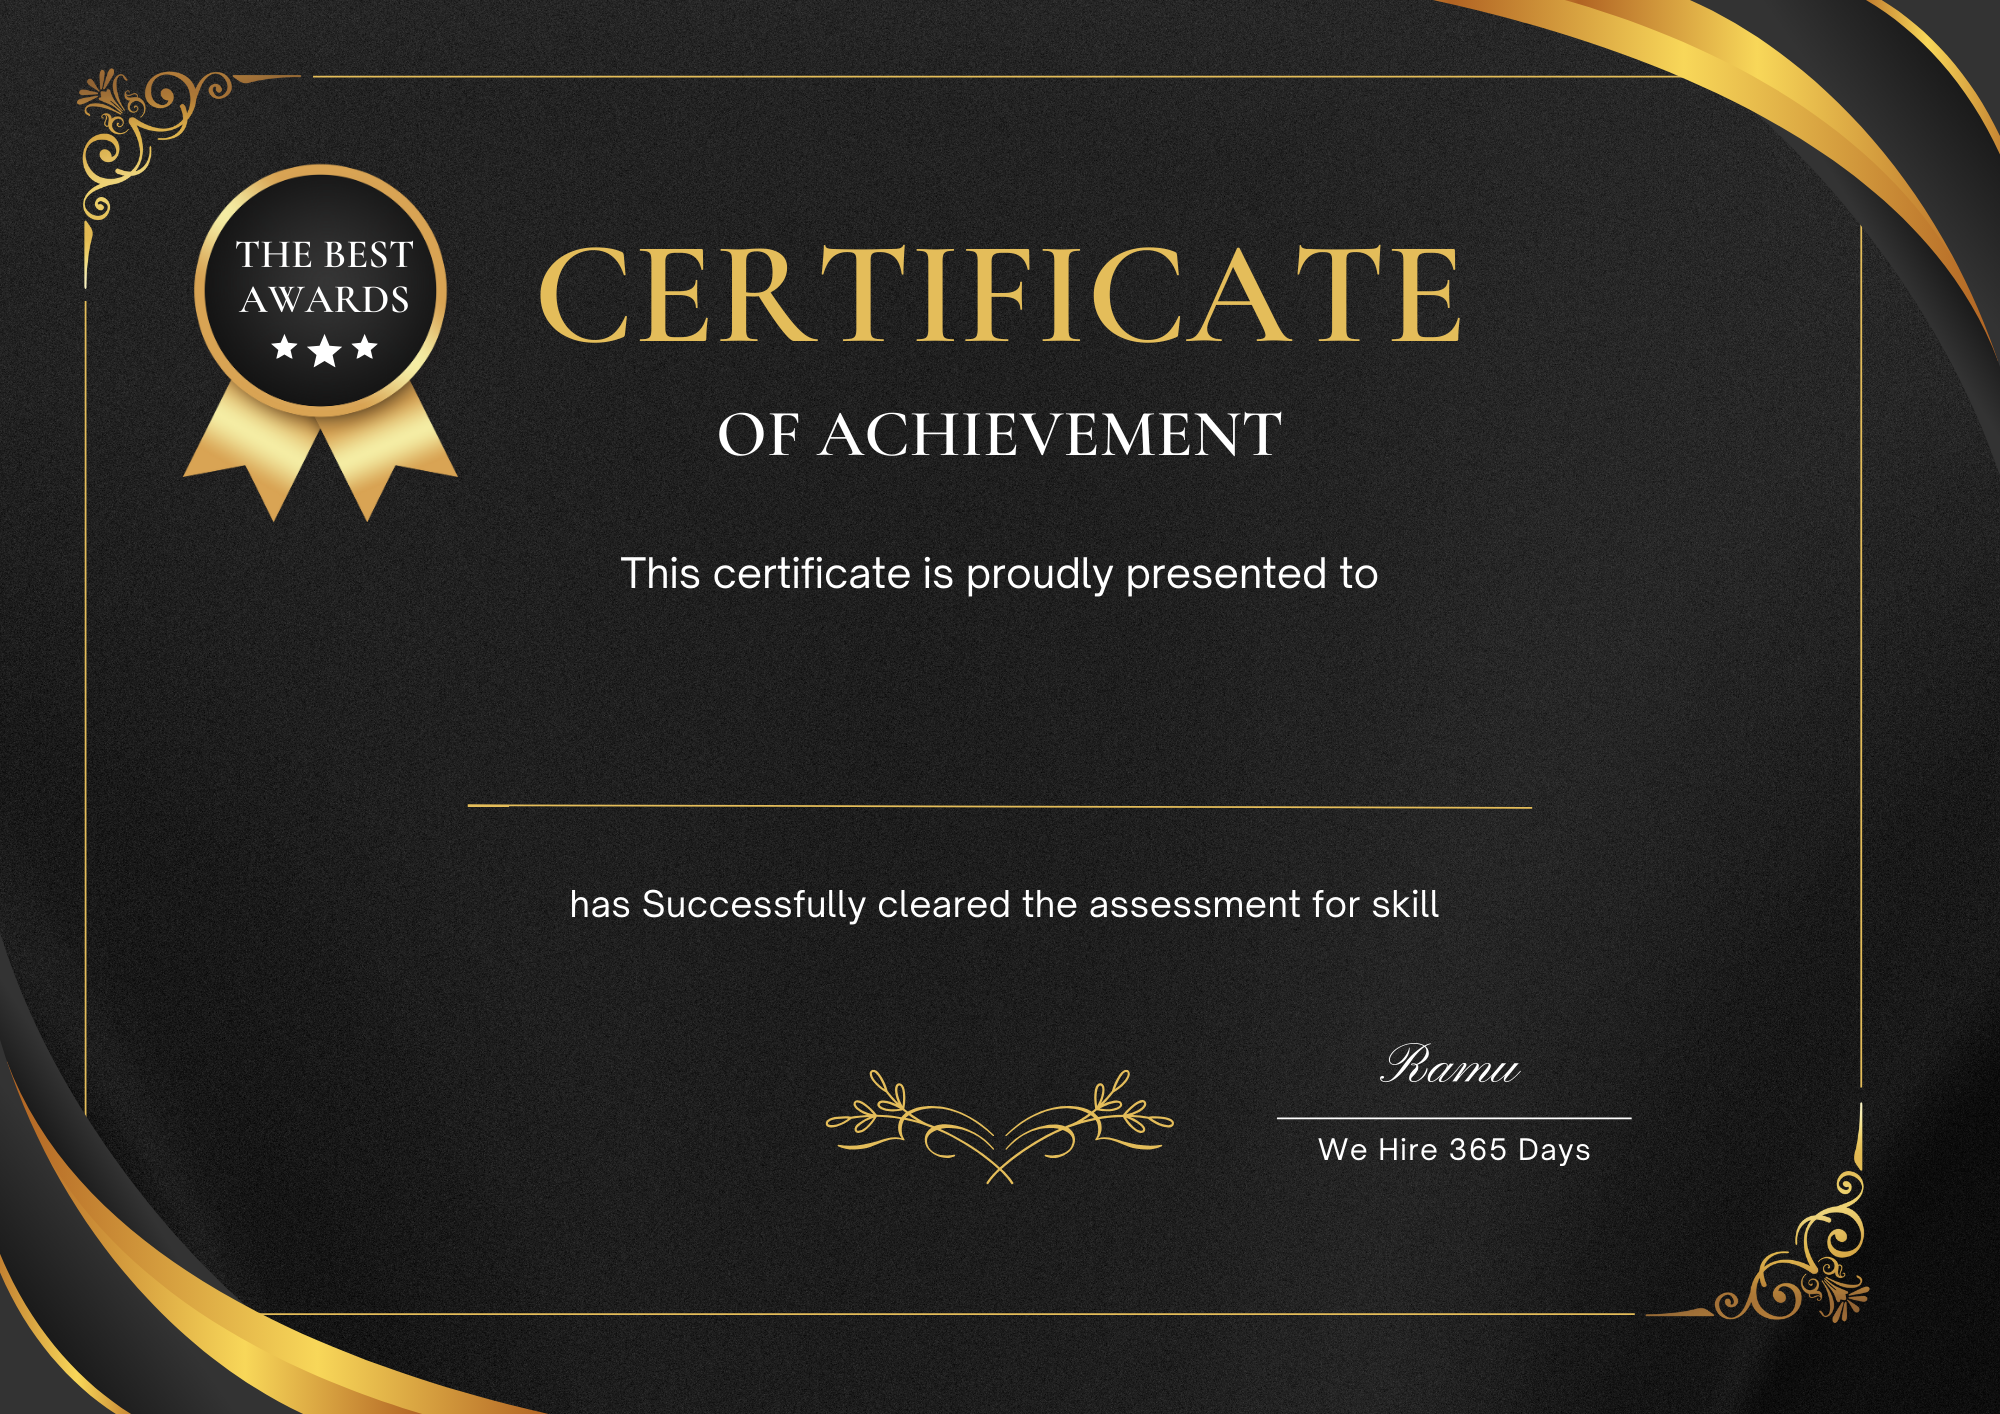 THE BEST
AWARDS
CERTIFICATE
OF ACHIEVEMENT
This certificate is proudly presented to
has Successfully cleared the assessment for skill
Ramu
We Hire 365 Days